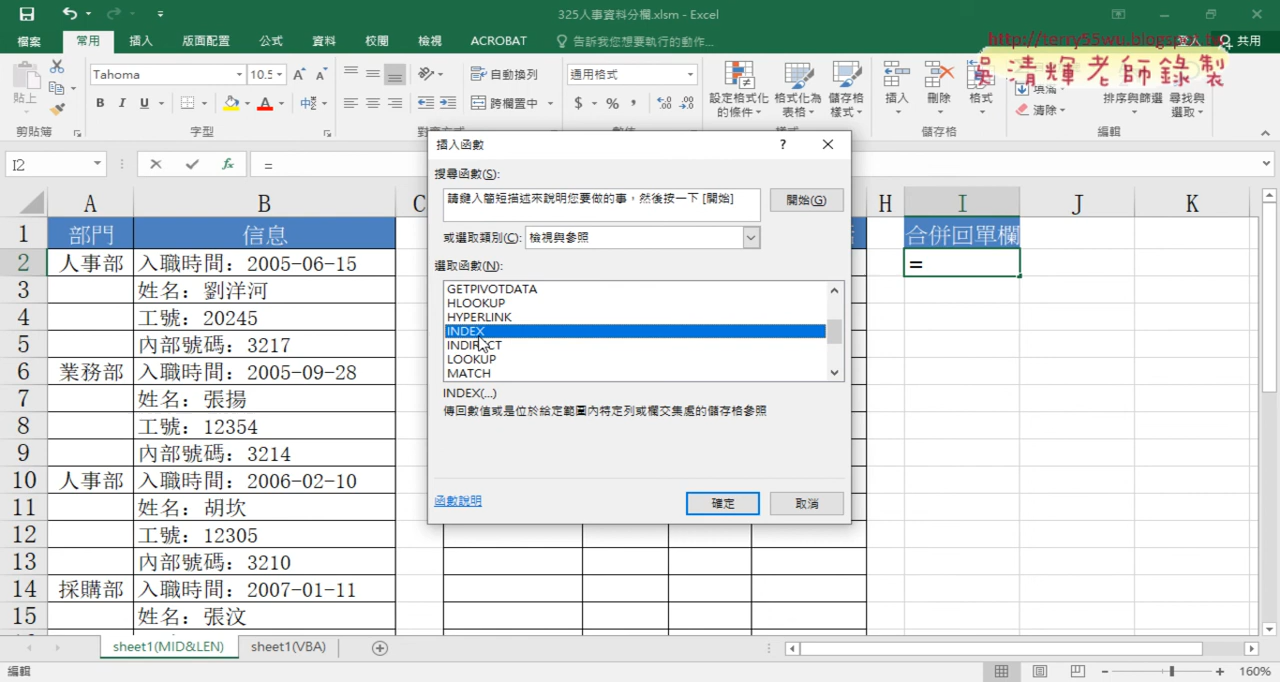 325人事資料分欄.xlsm - Excel
檔案 常用 插入 版面配置 公式 資料 校閱 檢視 ACROBAT 告訴我您想要執行的動作... 登入 共用
http://terry55wu.blogspot.tw
吳清輝老師錄製
貼上 Tahoma 10.5 自動換列 通用格式 設定格式化的條件 格式化為表格 儲存格樣式 插入 刪除 格式 填滿 排序與篩選 尋找與選取
B I U 中 跨欄置中 $ % , 清除
剪貼簿 字型 儲存格 編輯
I2 fx =
A B C H I J K
1 部門 信息 合併回單欄
2 人事部 入職時間：2005-06-15 =
3 姓名：劉洋河
4 工號：20245
5 內部號碼：3217
6 業務部 入職時間：2005-09-28
7 姓名：張揚
8 工號：12354
9 內部號碼：3214
10 人事部 入職時間：2006-02-10
11 姓名：胡坎
12 工號：12305
13 內部號碼：3210
14 採購部 入職時間：2007-01-11
15 姓名：張汶
插入函數 ? ×
搜尋函數(S):
請鍵入簡短描述來說明您要做的事，然後按一下 [開始] 開始(G)
或選取類別(C): 檢視與參照
選取函數(N):
GETPIVOTDATA
HLOOKUP
HYPERLINK
INDEX
INDIRECT
LOOKUP
MATCH
INDEX(...)
傳回數值或是位於給定範圍內特定列或欄交集處的儲存格參照
函數說明 確定 取消
sheet1(MID&LEN) sheet1(VBA)
編輯 160%